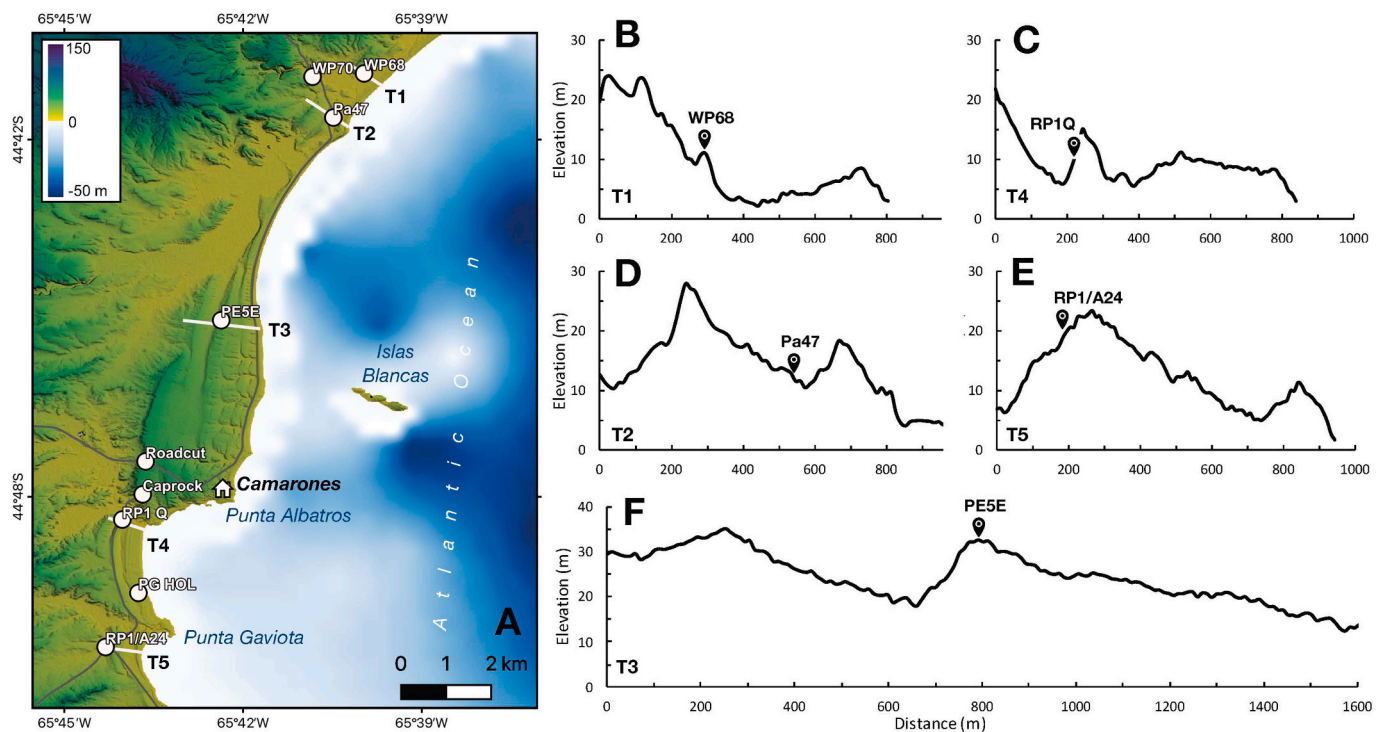 65°45'W 65°42'W 65°39'W
150
0
-50 m
44°42'S
44°48'S
WP70
WP68
T1
Pa47
T2
PE5E
T3
Islas
Blancas
Atlantic Ocean
Roadcut
Caprock
Camarones
RP1 Q
Punta Albatros
T4
PG HOL
RP1/A24
Punta Gaviota
T5
A
0 1 2 km
65°45'W 65°42'W 65°39'W
B
Elevation (m)
30
20
10
0
WP68
T1
0 200 400 600 800
C
30
20
10
0
RP1Q
T4
0 200 400 600 800 1000
D
Elevation (m)
30
20
10
0
Pa47
T2
E
30
20
10
0
RP1/A24
T5
0 200 400 600 800 1000
F
Elevation (m)
40
30
20
10
0
PE5E
T3
0 200 400 600 800 1000 1200 1400 1600
Distance (m)